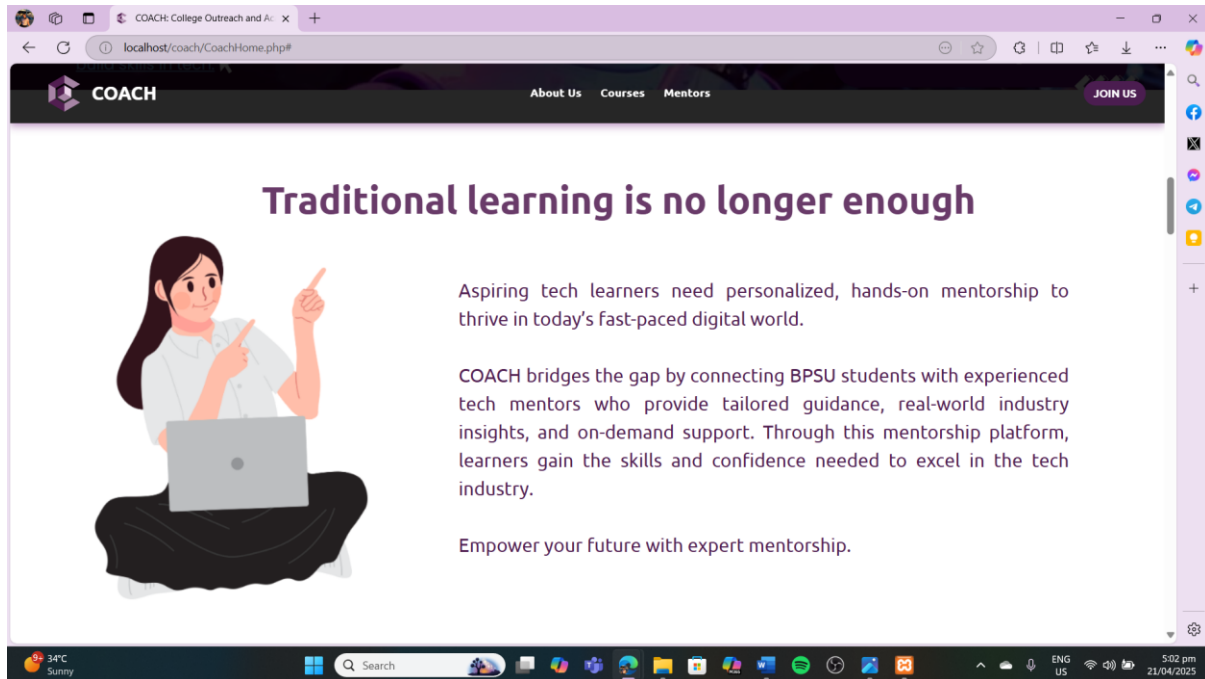 COACH: College Outreach and Ac
localhost/coach/CoachHome.php#
build skills in tech.
COACH
About Us Courses Mentors
JOIN US
Traditional learning is no longer enough
Aspiring tech learners need personalized, hands-on mentorship to
thrive in today’s fast-paced digital world.
COACH bridges the gap by connecting BPSU students with experienced
tech mentors who provide tailored guidance, real-world industry
insights, and on-demand support. Through this mentorship platform,
learners gain the skills and confidence needed to excel in the tech
industry.
Empower your future with expert mentorship.
9+
34°C
Sunny
Search
ENG
US
5:02 pm
21/04/2025